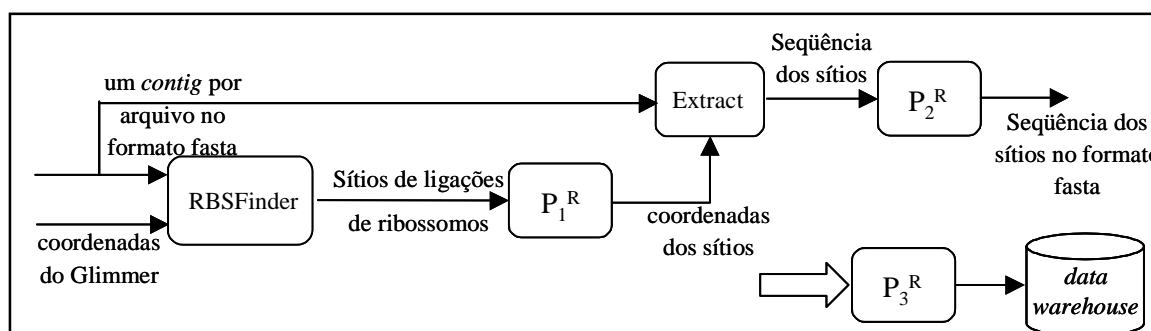 um contig por
arquivo no
formato fasta
coordenadas
do Glimmer
RBSFinder
Sítios de ligações
de ribossomos
P₁ᴿ
coordenadas
dos sítios
Extract
Seqüência
dos sítios
P₂ᴿ
Seqüência dos
sítios no formato
fasta
P₃ᴿ
data
warehouse